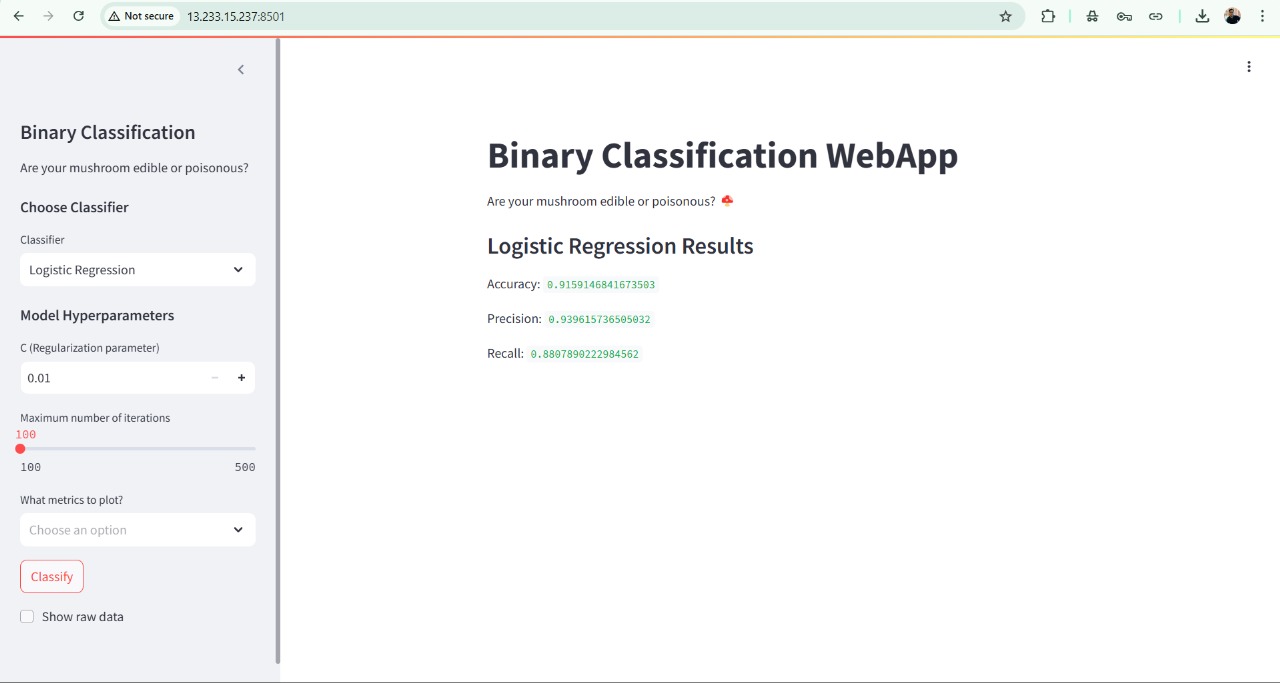 Not secure
13.233.15.237:8501
Binary Classification
Are your mushroom edible or poisonous?
Choose Classifier
Classifier
Logistic Regression
Model Hyperparameters
C (Regularization parameter)
0.01
Maximum number of iterations
100
100 500
What metrics to plot?
Choose an option
Classify
Show raw data
Binary Classification WebApp
Are your mushroom edible or poisonous? 🍄
Logistic Regression Results
Accuracy: 0.9159146841673503
Precision: 0.939615736505032
Recall: 0.8807890222984562